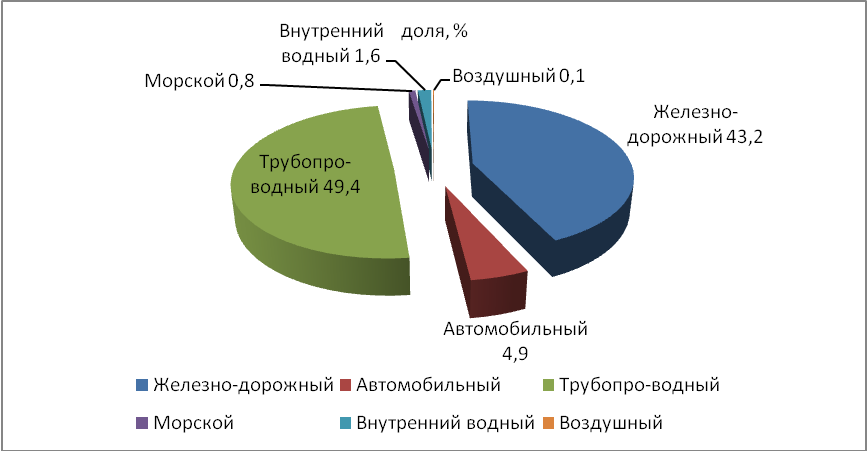 Внутренний
водный 1,6
доля, %
Воздушный 0,1
Морской 0,8
Железно-
дорожный 43,2
Трубопро-
водный 49,4
Автомобильный
4,9
Железно-дорожный Автомобильный Трубопро-водный
Морской Внутренний водный Воздушный